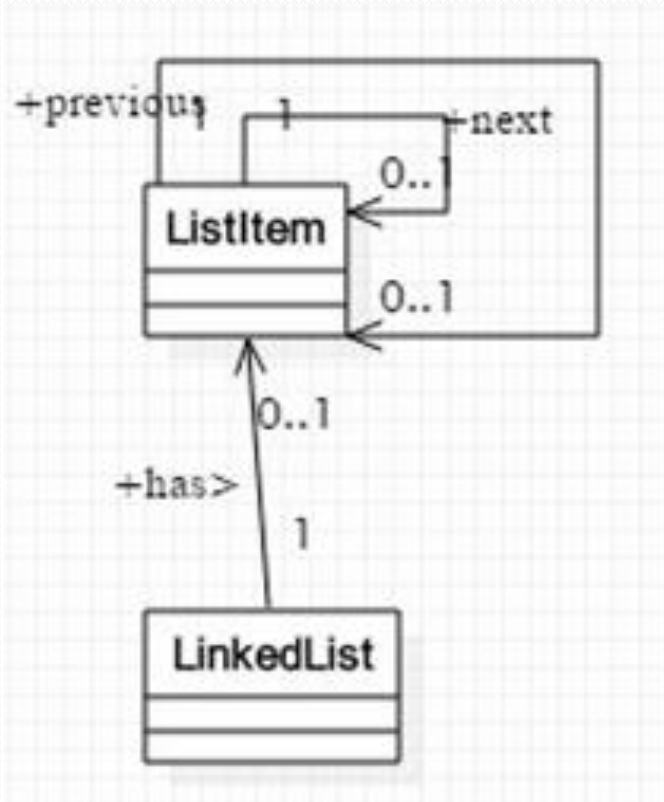 +previous
1
1
+next
0..1
ListItem
0..1
0..1
+has>
1
LinkedList